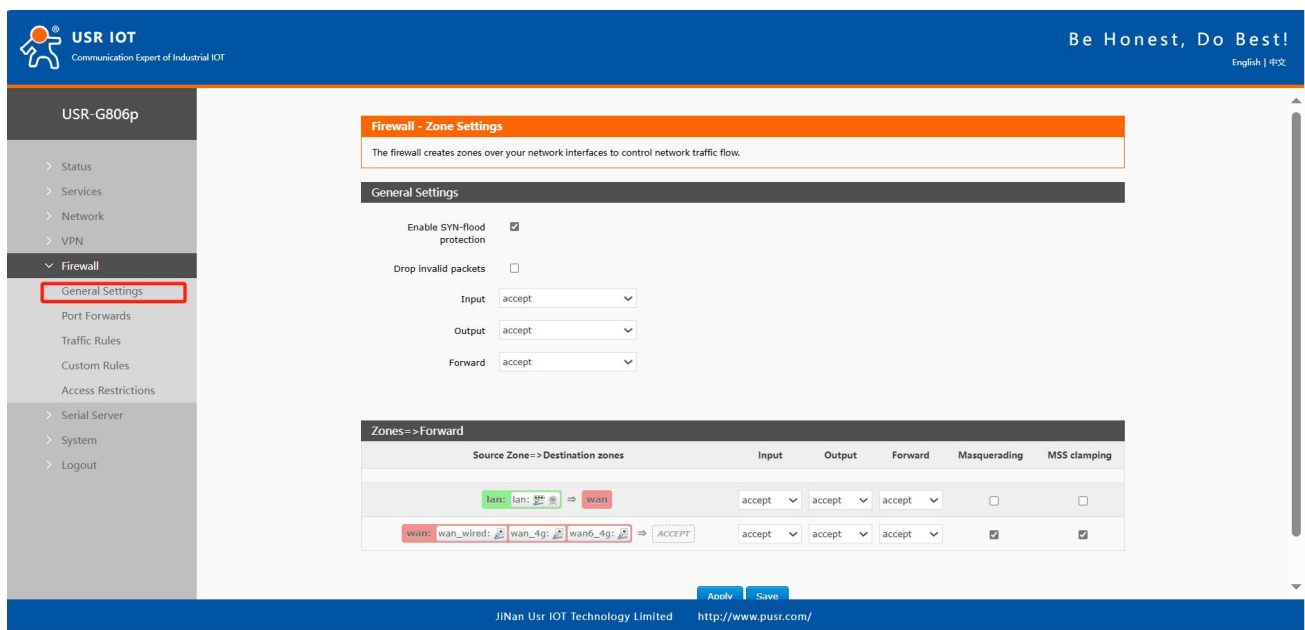 USR IOT
Communication Expert of Industrial IOT
Be Honest, Do Best!
English | 中文
USR-G806p
Status
Services
Network
VPN
Firewall
General Settings
Port Forwards
Traffic Rules
Custom Rules
Access Restrictions
Serial Server
System
Logout
Firewall - Zone Settings
The firewall creates zones over your network interfaces to control network traffic flow.
General Settings
Enable SYN-flood
protection
Drop invalid packets
Input accept
Output accept
Forward accept
Zones=>Forward
Source Zone=>Destination zones Input Output Forward Masquerading MSS clamping
lan: lan: ⇒ wan accept accept accept
wan: wan_wired: wan_4g: wan6_4g: ⇒ ACCEPT accept accept accept
Apply Save
JiNan Usr IOT Technology Limited http://www.pusr.com/